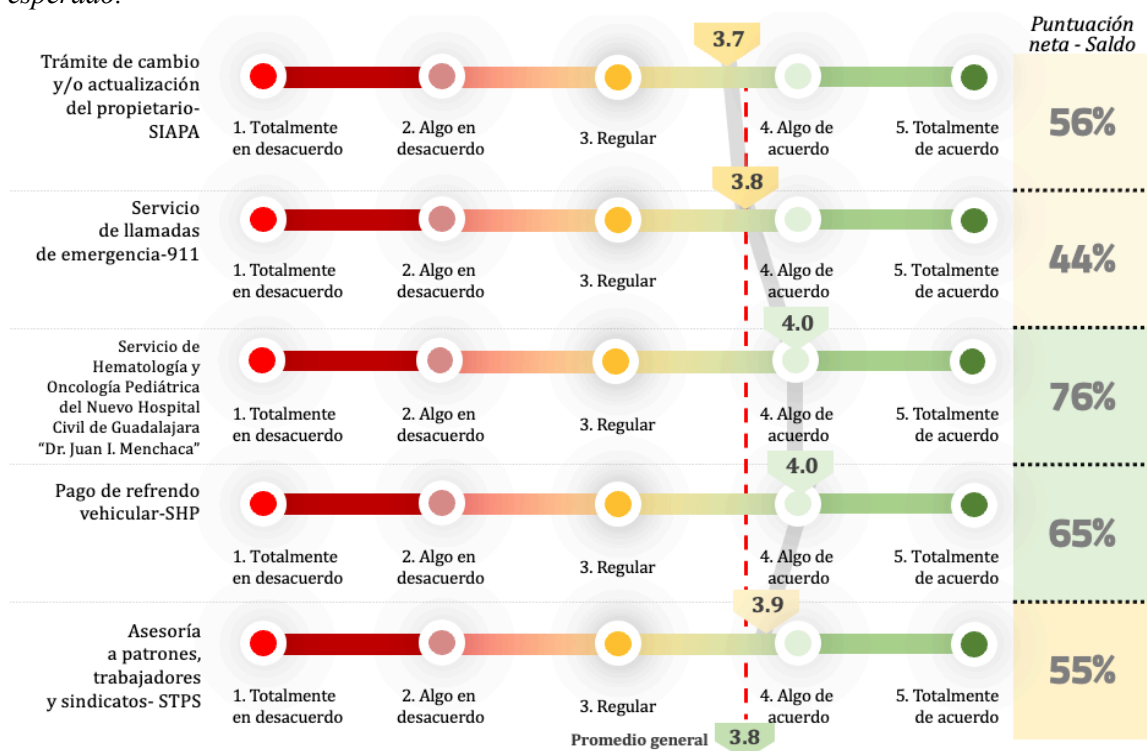 esperado.
Puntuación
neta - Saldo
3.7
Trámite de cambio
y/o actualización
del propietario-
SIAPA
1. Totalmente
en desacuerdo
2. Algo en
desacuerdo
3. Regular
4. Algo de
acuerdo
5. Totalmente
de acuerdo
56%
3.8
Servicio
de llamadas
de emergencia-911
1. Totalmente
en desacuerdo
2. Algo en
desacuerdo
3. Regular
4. Algo de
acuerdo
5. Totalmente
de acuerdo
44%
4.0
Servicio de
Hematología y
Oncología Pediátrica
del Nuevo Hospital
Civil de Guadalajara
“Dr. Juan I. Menchaca”
1. Totalmente
en desacuerdo
2. Algo en
desacuerdo
3. Regular
4. Algo de
acuerdo
5. Totalmente
de acuerdo
76%
4.0
Pago de refrendo
vehicular-SHP
1. Totalmente
en desacuerdo
2. Algo en
desacuerdo
3. Regular
4. Algo de
acuerdo
5. Totalmente
de acuerdo
65%
3.9
Asesoría
a patrones,
trabajadores
y sindicatos- STPS
1. Totalmente
en desacuerdo
2. Algo en
desacuerdo
3. Regular
4. Algo de
acuerdo
5. Totalmente
de acuerdo
55%
Promedio general 3.8